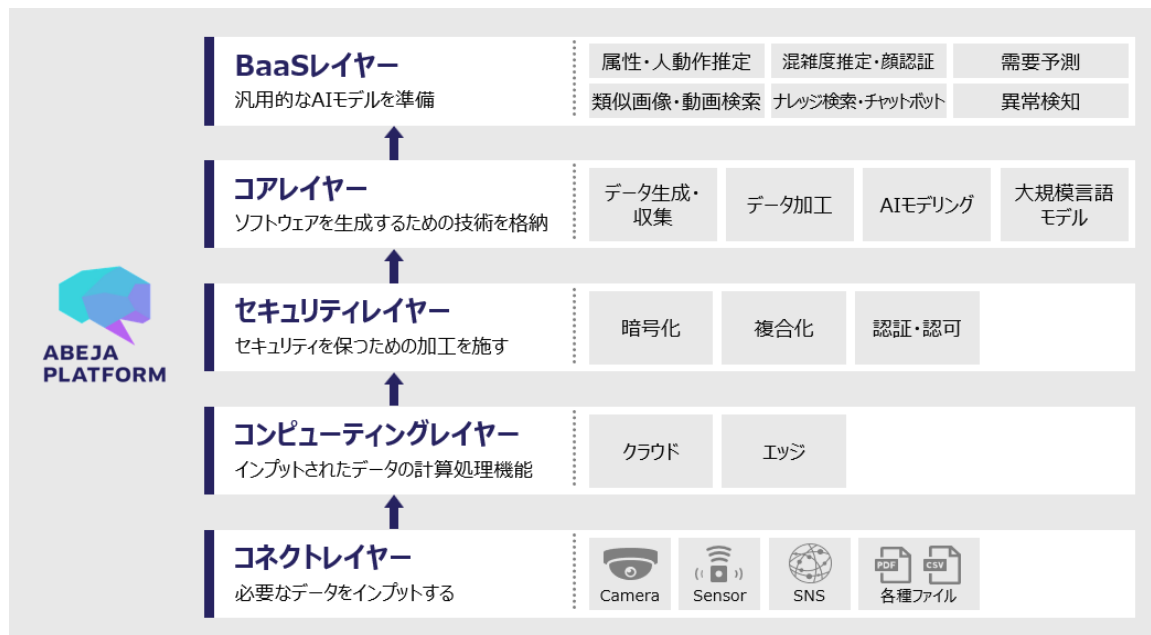 BaaSレイヤー
汎用的なAIモデルを準備
属性・人動作推定
混雑度推定・顔認証
需要予測
類似画像・動画検索
ナレッジ検索・チャットボット
異常検知
コアレイヤー
ソフトウェアを生成するための技術を格納
データ生成・
収集
データ加工
AIモデリング
大規模言語
モデル
ABEJA
PLATFORM
セキュリティレイヤー
セキュリティを保つための加工を施す
暗号化
複合化
認証・認可
コンピューティングレイヤー
インプットされたデータの計算処理機能
クラウド
エッジ
コネクトレイヤー
必要なデータをインプットする
Camera
Sensor
SNS
PDF
CSV
各種ファイル